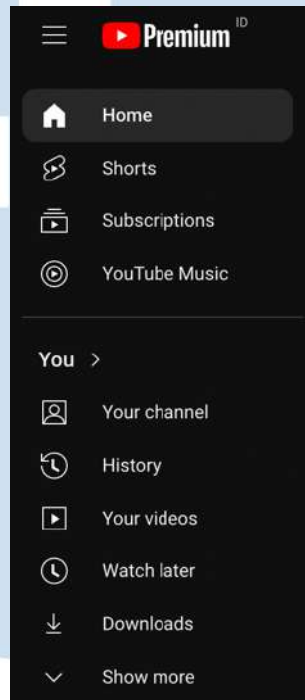 Premium ID
Home
Shorts
Subscriptions
YouTube Music
You >
Your channel
History
Your videos
Watch later
Downloads
Show more